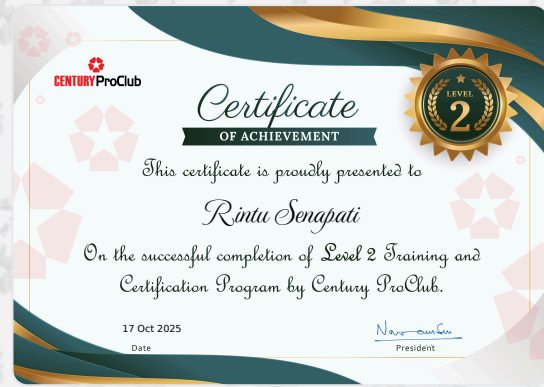 CENTURY ProClub
LEVEL
2
Certificate
OF ACHIEVEMENT
This certificate is proudly presented to
Rintu Senapati
On the successful completion of Level 2 Training and
Certification Program by Century ProClub.
17 Oct 2025
Date
President